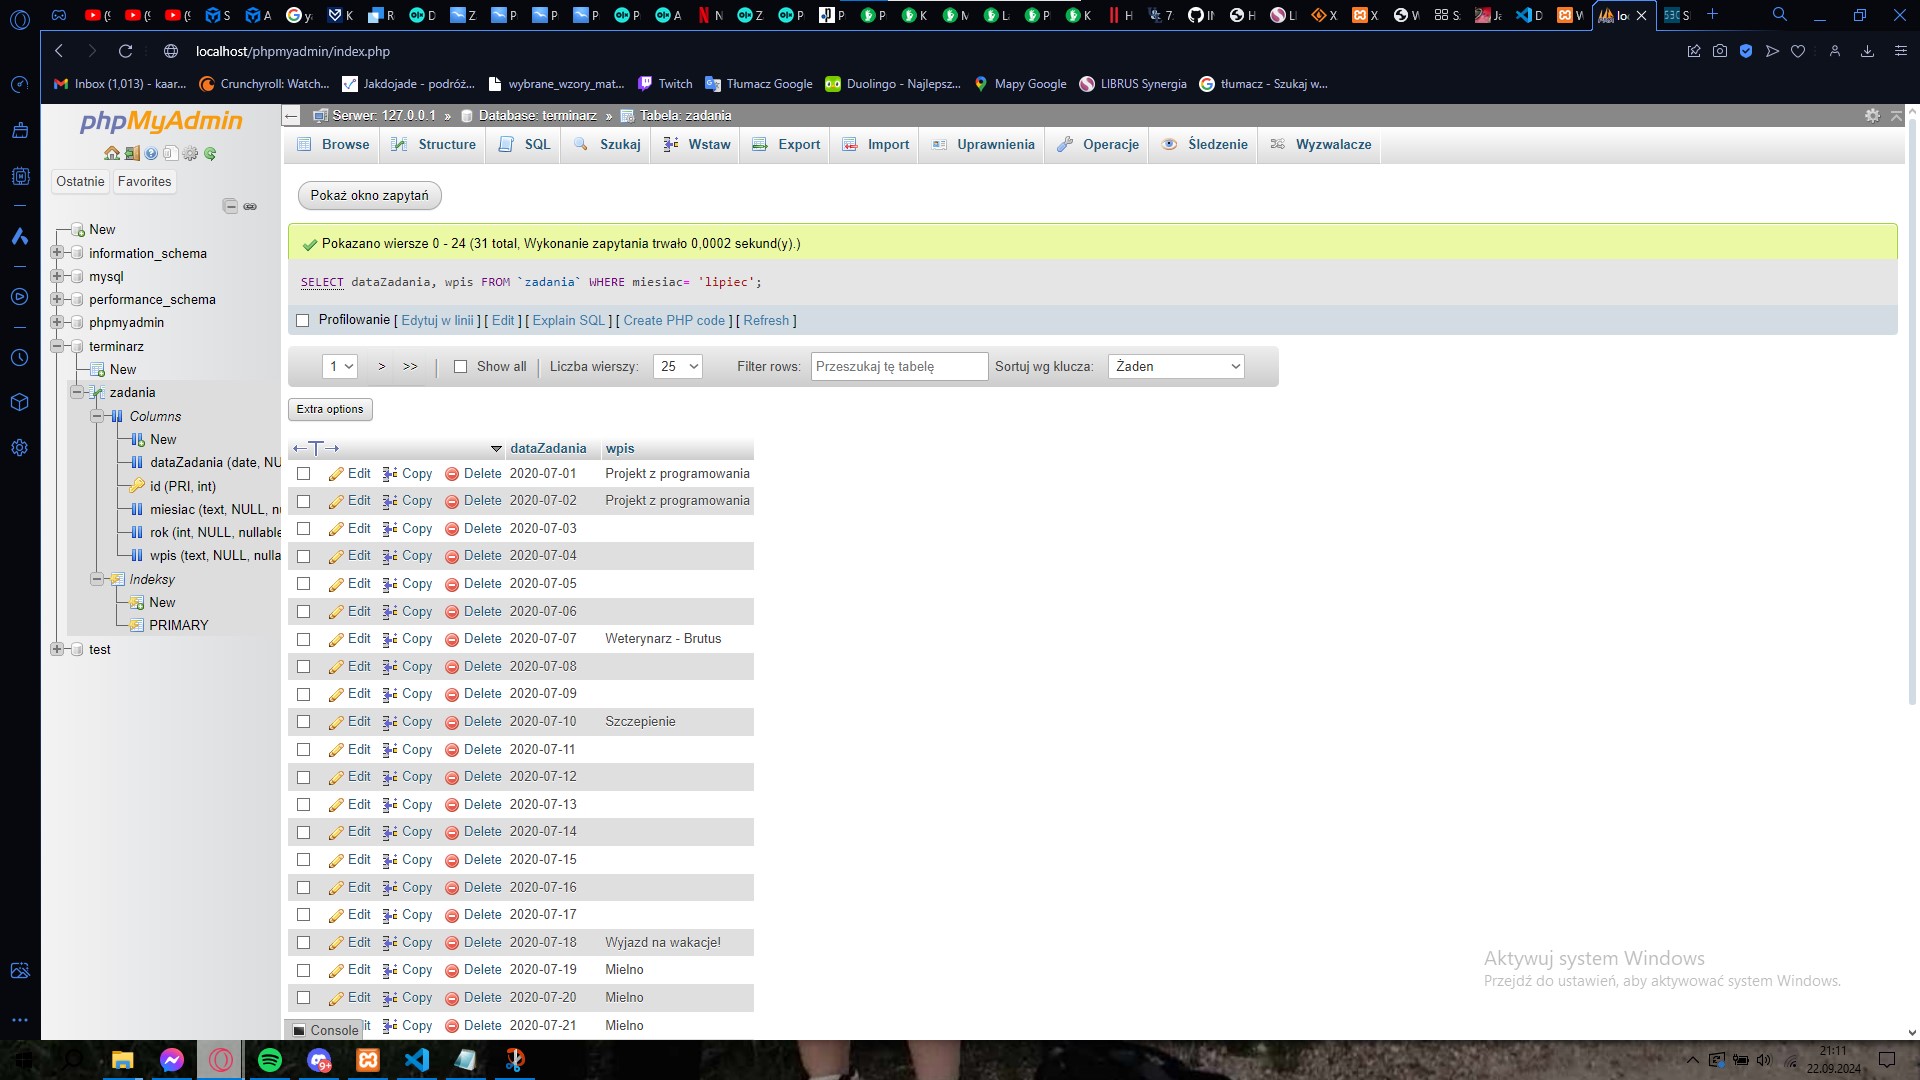 localhost/phpmyadmin/index.php
Inbox (1,013) - kaar...
Crunchyroll: Watch...
Jakdojade - podróż...
wybrane_wzory_mat...
Twitch
Tłumacz Google
Duolingo - Najlepsz...
Mapy Google
LIBRUS Synergia
tłumacz - Szukaj w...
phpMyAdmin
Ostatnie Favorites
New
information_schema
mysql
performance_schema
phpmyadmin
terminarz
New
zadania
Columns
New
dataZadania (date, NU
id (PRI, int)
miesiac (text, NULL, nu
rok (int, NULL, nullable
wpis (text, NULL, nulla
Indeksy
New
PRIMARY
test
Serwer: 127.0.0.1 » Database: terminarz » Tabela: zadania
Browse Structure SQL Szukaj Wstaw Export Import Uprawnienia Operacje Śledzenie Wyzwalacze
Pokaż okno zapytań
Pokazano wiersze 0 - 24 (31 total, Wykonanie zapytania trwało 0,0002 sekund(y).)
SELECT dataZadania, wpis FROM `zadania` WHERE miesiac= 'lipiec';
Profilowanie [ Edytuj w linii ] [ Edit ] [ Explain SQL ] [ Create PHP code ] [ Refresh ]
1 > >> | Show all | Liczba wierszy: 25 Filter rows: Przeszukaj tę tabelę Sortuj wg klucza: Żaden
Extra options
←T→ dataZadania wpis
Edit Copy Delete 2020-07-01 Projekt z programowania
Edit Copy Delete 2020-07-02 Projekt z programowania
Edit Copy Delete 2020-07-03
Edit Copy Delete 2020-07-04
Edit Copy Delete 2020-07-05
Edit Copy Delete 2020-07-06
Edit Copy Delete 2020-07-07 Weterynarz - Brutus
Edit Copy Delete 2020-07-08
Edit Copy Delete 2020-07-09
Edit Copy Delete 2020-07-10 Szczepienie
Edit Copy Delete 2020-07-11
Edit Copy Delete 2020-07-12
Edit Copy Delete 2020-07-13
Edit Copy Delete 2020-07-14
Edit Copy Delete 2020-07-15
Edit Copy Delete 2020-07-16
Edit Copy Delete 2020-07-17
Edit Copy Delete 2020-07-18 Wyjazd na wakacje!
Edit Copy Delete 2020-07-19 Mielno
Edit Copy Delete 2020-07-20 Mielno
Copy Delete 2020-07-21 Mielno
Console
Aktywuj system Windows
Przejdź do ustawień, aby aktywować system Windows.
21:11
22.09.2024